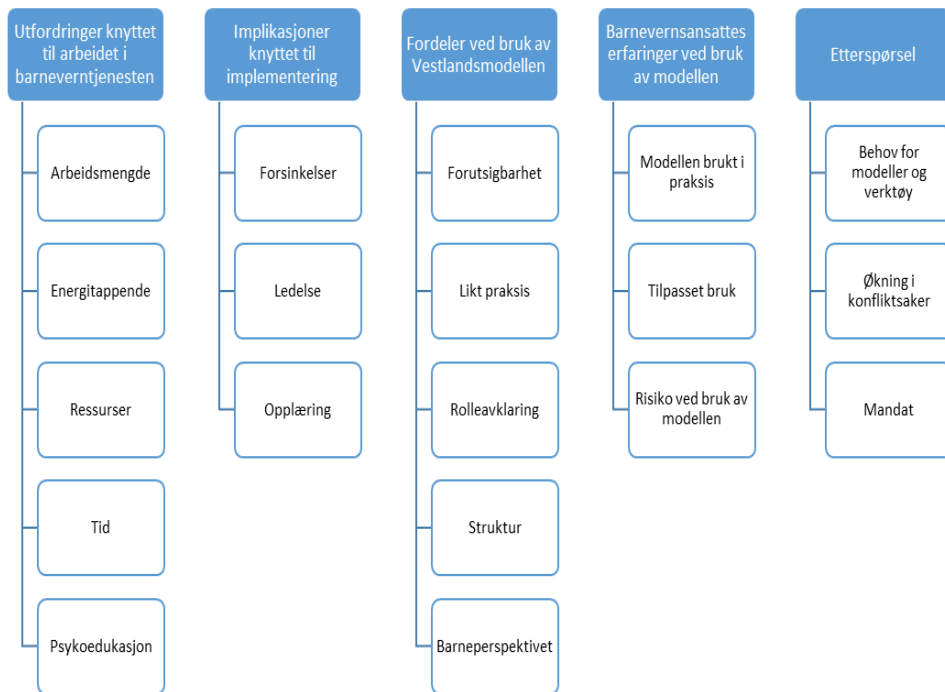 Utfordringer knyttet
til arbeidet i
barneverntjenesten
Arbeidsmengde
Energitappende
Ressurser
Tid
Psykoedukasjon
Implikasjoner
knyttet til
implementering
Forsinkelser
Ledelse
Opplæring
Fordeler ved bruk av
Vestlandsmodellen
Forutsigbarhet
Likt praksis
Rolleavklaring
Struktur
Barneperspektivet
Barnevernsansattes
erfaringer ved bruk
av modellen
Modellen brukt i
praksis
Tilpasset bruk
Risiko ved bruk av
modellen
Etterspørsel
Behov for
modeller og
verktøy
Økning i
konfliktsaker
Mandat